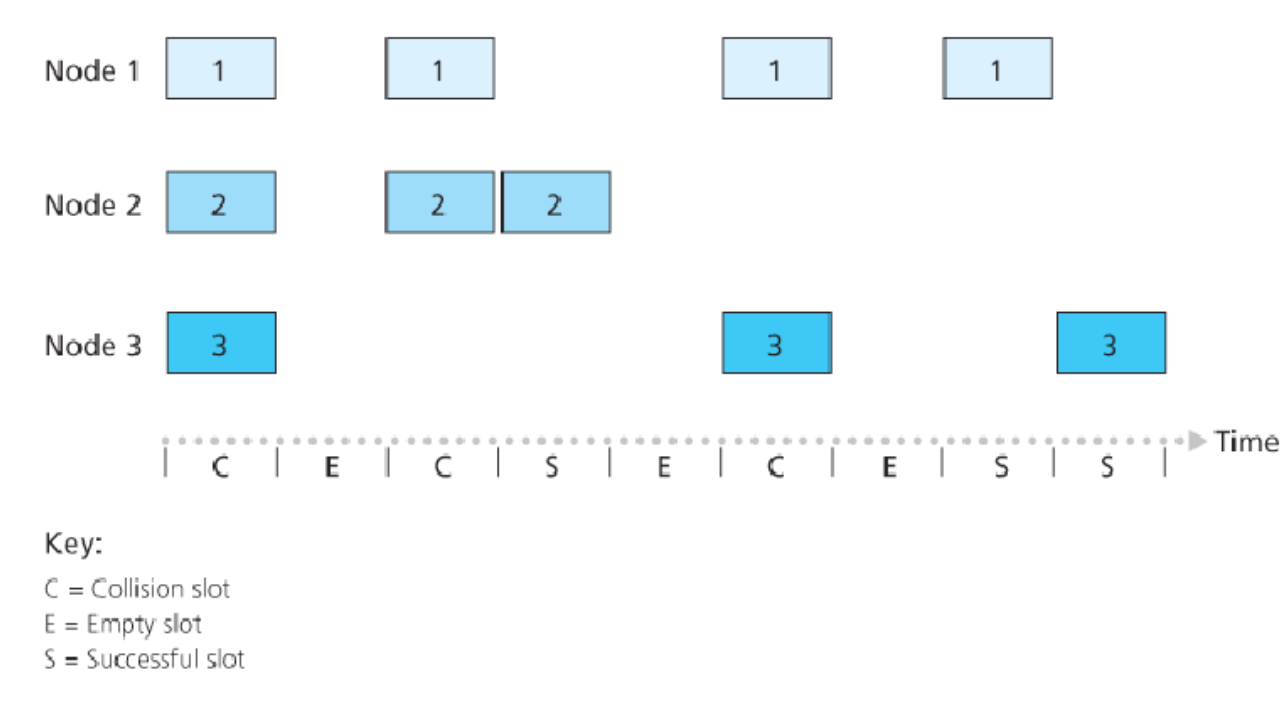 Node 1 1 1 1 1
Node 2 2 2 2
Node 3 3 3 3
Time
| C | E | C | S | E | C | E | S | S |
Key:
C = Collision slot
E = Empty slot
S = Successful slot